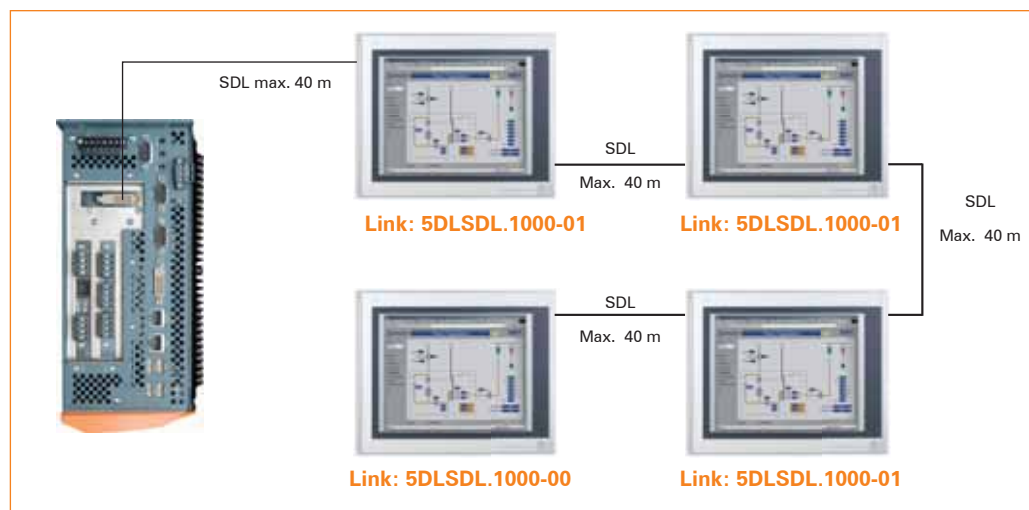 SDL max. 40 m
SDL
Max. 40 m
Link: 5DLSDL.1000-01
Link: 5DLSDL.1000-01
SDL
Max. 40 m
SDL
Max. 40 m
Link: 5DLSDL.1000-00
Link: 5DLSDL.1000-01